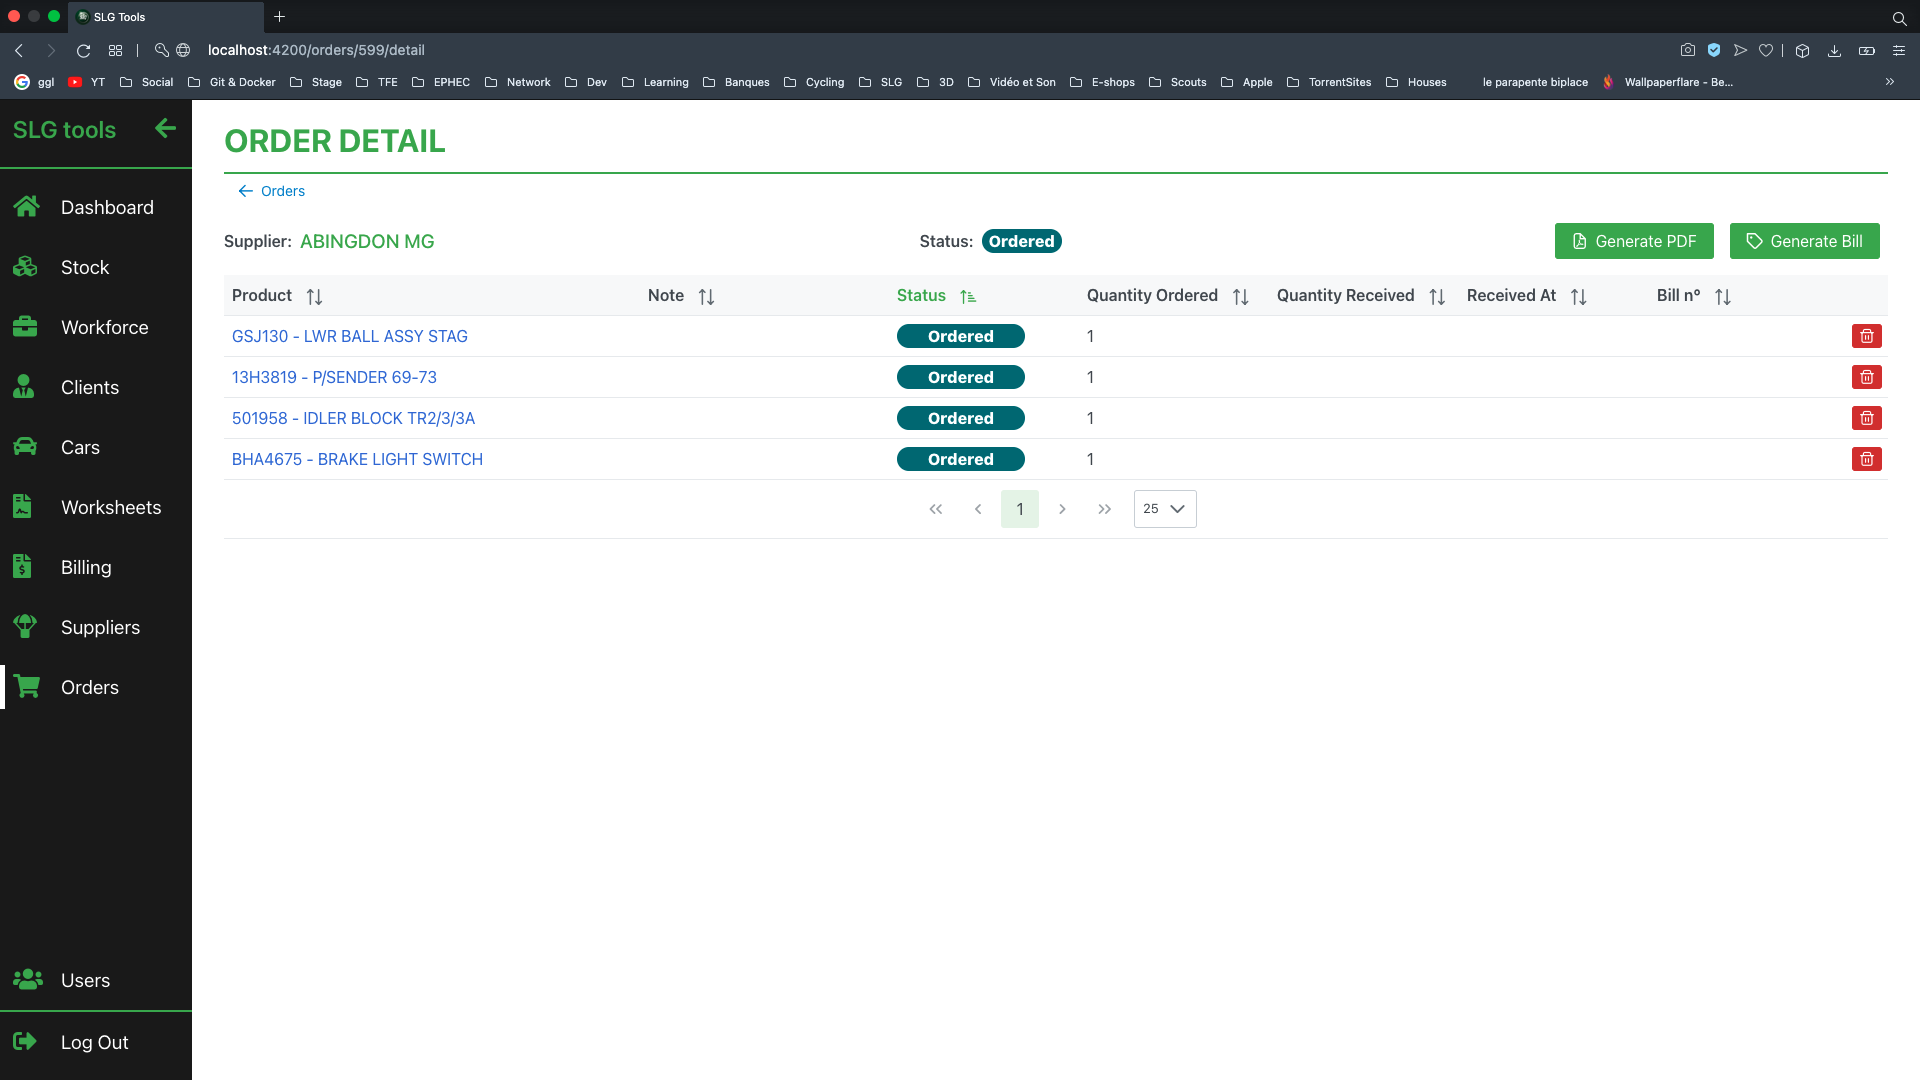 SLG Tools
localhost:4200/orders/599/detail
ggl YT Social Git & Docker Stage TFE EPHEC Network Dev Learning Banques Cycling SLG 3D Vidéo et Son E-shops Scouts Apple TorrentSites Houses le parapente biplace Wallpaperflare - Be...
SLG tools
Dashboard
Stock
Workforce
Clients
Cars
Worksheets
Billing
Suppliers
Orders
Users
Log Out
ORDER DETAIL
Orders
Supplier: ABINGDON MG Status: Ordered Generate PDF Generate Bill
Product Note Status Quantity Ordered Quantity Received Received At Bill n°
GSJ130 - LWR BALL ASSY STAG Ordered 1
13H3819 - P/SENDER 69-73 Ordered 1
501958 - IDLER BLOCK TR2/3/3A Ordered 1
BHA4675 - BRAKE LIGHT SWITCH Ordered 1
1 25